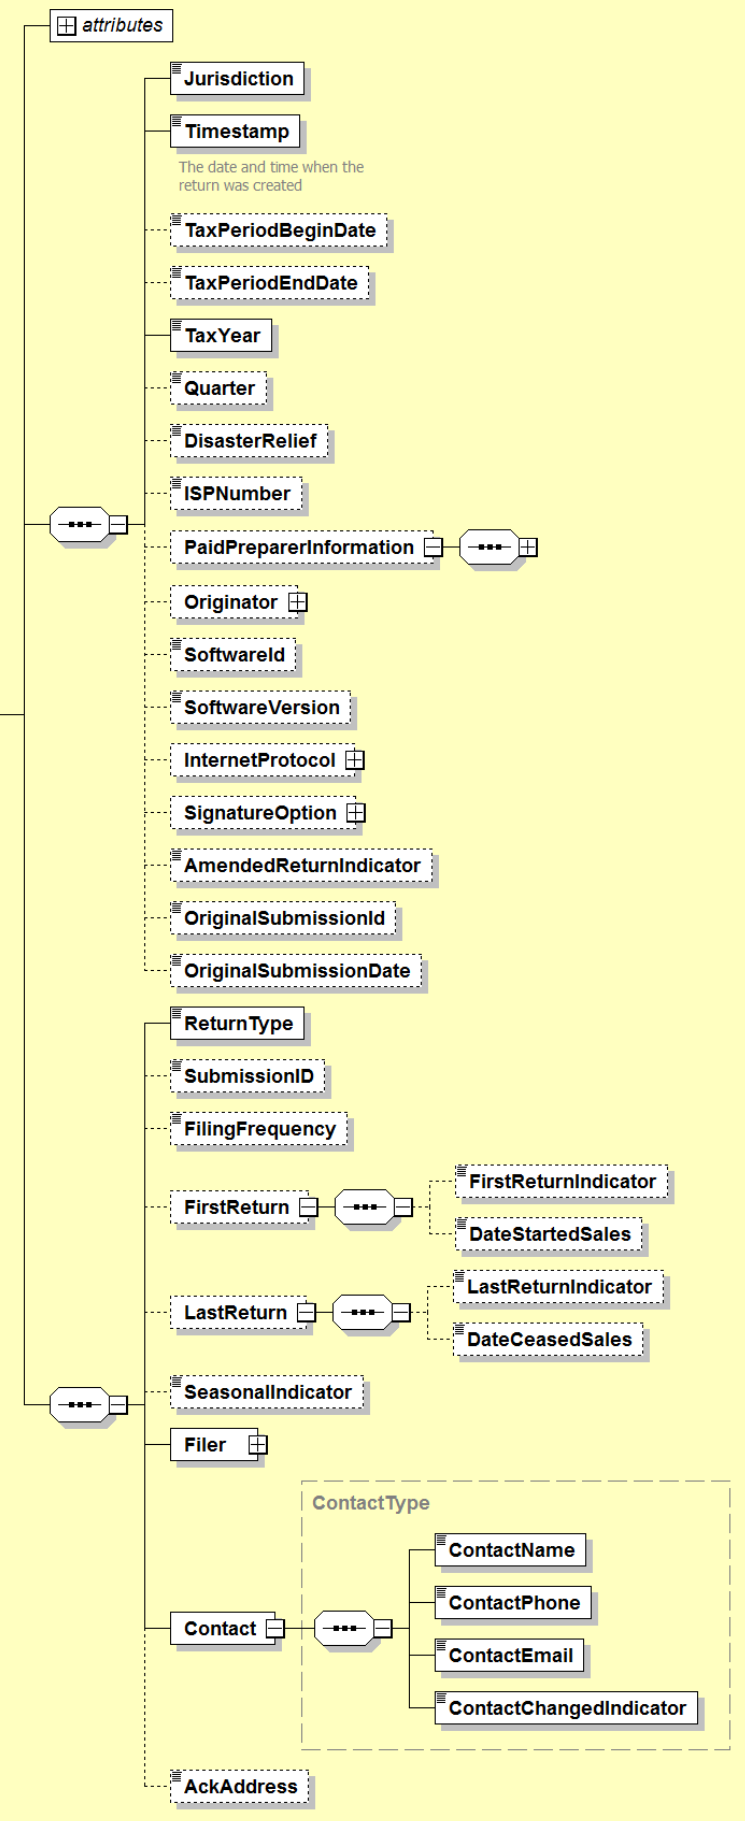 attributes
Jurisdiction
Timestamp
The date and time when the
return was created
TaxPeriodBeginDate
TaxPeriodEndDate
TaxYear
Quarter
DisasterRelief
ISPNumber
PaidPreparerInformation
Originator
SoftwareId
SoftwareVersion
InternetProtocol
SignatureOption
AmendedReturnIndicator
OriginalSubmissionId
OriginalSubmissionDate
ReturnType
SubmissionID
FilingFrequency
FirstReturn
FirstReturnIndicator
DateStartedSales
LastReturn
LastReturnIndicator
DateCeasedSales
SeasonalIndicator
Filer
Contact
ContactType
ContactName
ContactPhone
ContactEmail
ContactChangedIndicator
AckAddress